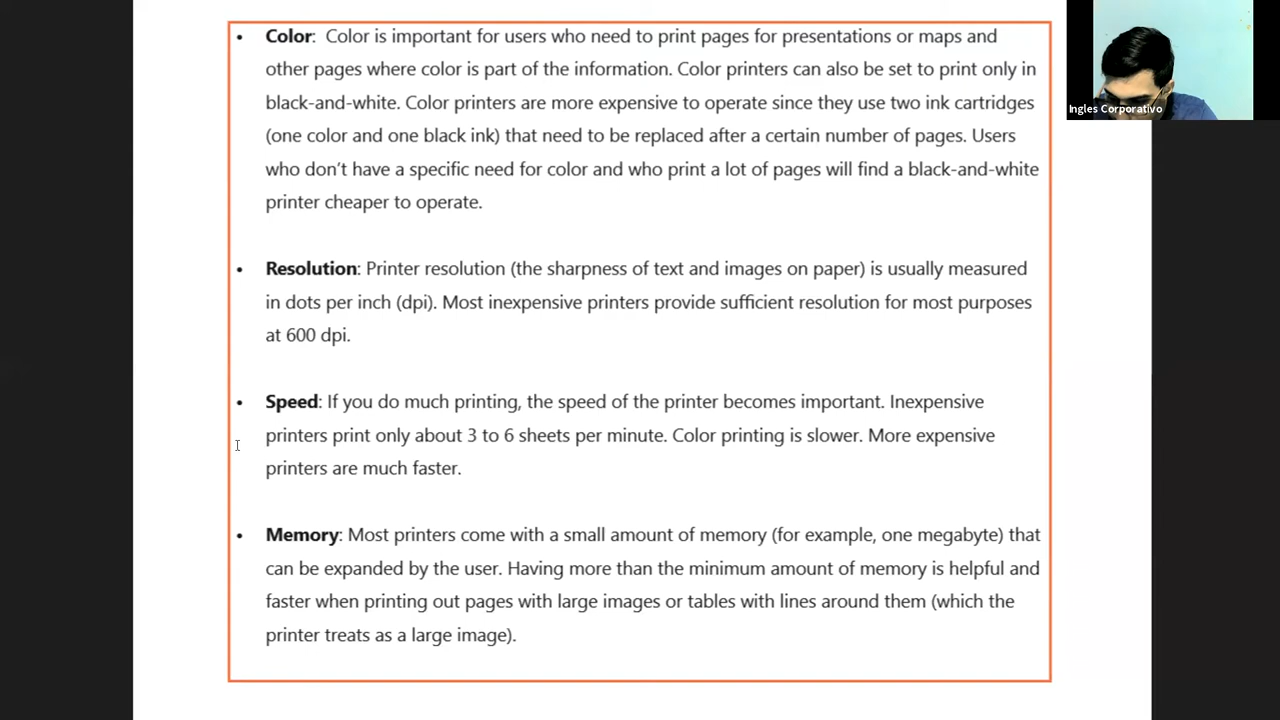 • Color:  Color is important for users who need to print pages for presentations or maps and
other pages where color is part of the information. Color printers can also be set to print only in
black-and-white. Color printers are more expensive to operate since they use two ink cartridges
(one color and one black ink) that need to be replaced after a certain number of pages. Users
who don’t have a specific need for color and who print a lot of pages will find a black-and-white
printer cheaper to operate.
• Resolution: Printer resolution (the sharpness of text and images on paper) is usually measured
in dots per inch (dpi). Most inexpensive printers provide sufficient resolution for most purposes
at 600 dpi.
• Speed: If you do much printing, the speed of the printer becomes important. Inexpensive
printers print only about 3 to 6 sheets per minute. Color printing is slower. More expensive
printers are much faster.
• Memory: Most printers come with a small amount of memory (for example, one megabyte) that
can be expanded by the user. Having more than the minimum amount of memory is helpful and
faster when printing out pages with large images or tables with lines around them (which the
printer treats as a large image).
Ingles Corporativo